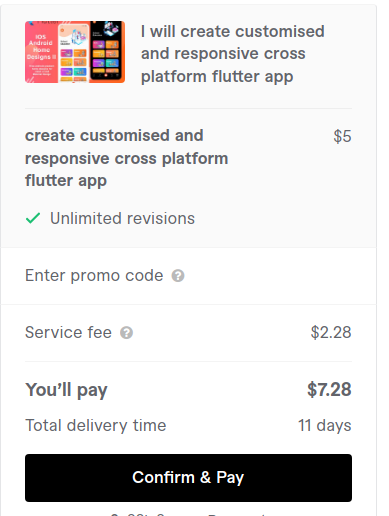 IOS
Android
Home
Designs II
I will create customised
and responsive cross
platform flutter app
create customised and
responsive cross platform
flutter app
$5
Unlimited revisions
Enter promo code ?
Service fee ?
$2.28
You'll pay
$7.28
Total delivery time
11 days
Confirm & Pay